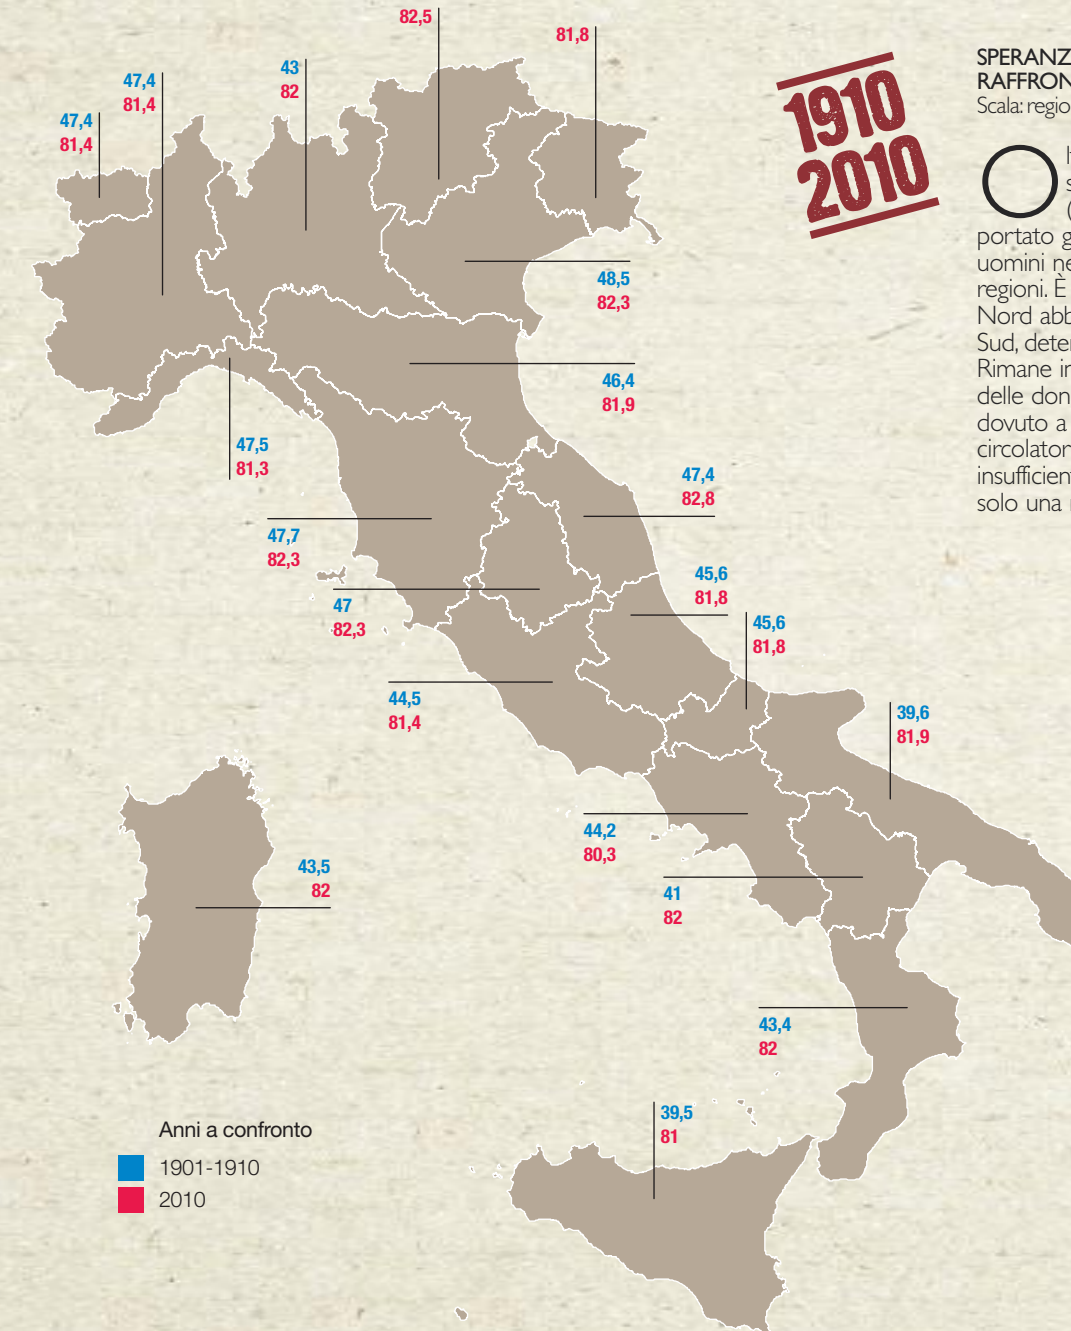 82,5
81,8
47,4
81,4
43
82
47,4
81,4
1910
2010
SPERANZ
RAFFRON
Scala: regio
O
portato g
uomini ne
regioni. È
Nord abb
Sud, deter
Rimane in
delle don
dovuto a
circolator
insufficient
solo una
48,5
82,3
46,4
81,9
47,5
81,3
47,4
82,8
47,7
82,3
45,6
81,8
47
82,3
45,6
81,8
44,5
81,4
39,6
81,9
44,2
80,3
43,5
82
41
82
43,4
82
39,5
81
Anni a confronto
1901-1910
2010